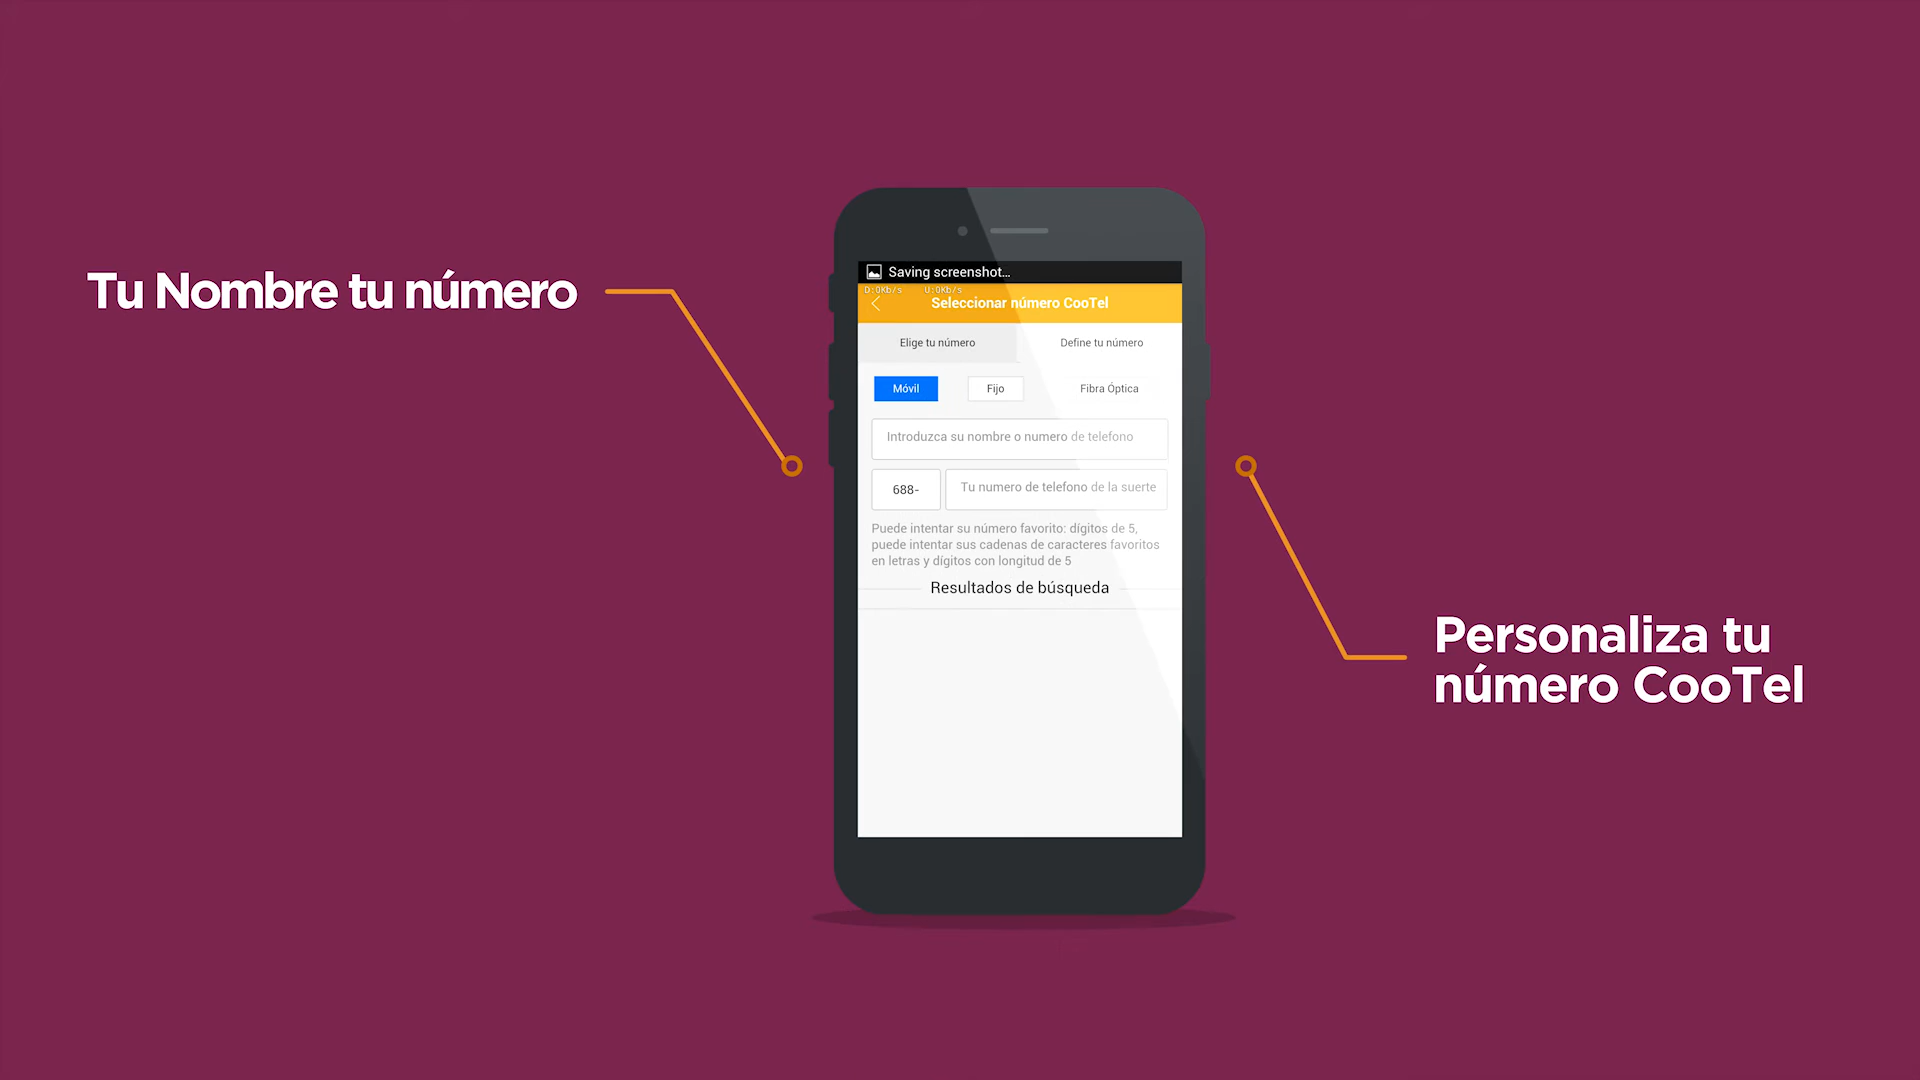 Tu Nombre tu número
Saving screenshot...
D:0Kb/s U:0Kb/s
Seleccionar número CooTel
Elige tu número
Define tu número
Móvil
Fijo
Fibra Óptica
Introduzca su nombre o numero de telefono
688-
Tu numero de telefono de la suerte
Puede intentar su número favorito: dígitos de 5,
puede intentar sus cadenas de caracteres favoritos
en letras y dígitos con longitud de 5
Resultados de búsqueda
Personaliza tu
número CooTel